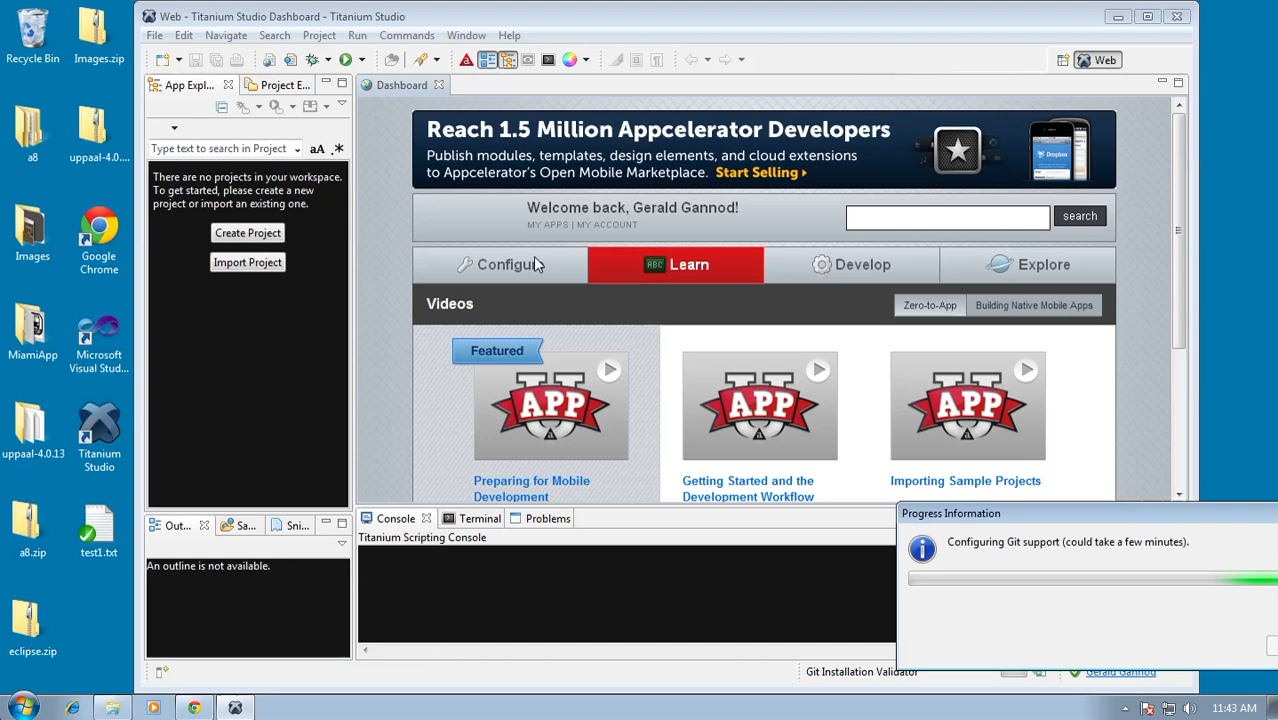 Recycle Bin
Images.zip
a8
uppaal-4.0....
Images
Google
Chrome
MiamiApp
Microsoft
Visual Stud...
uppaal-4.0.13
Titanium
Studio
a8.zip
test1.txt
eclipse.zip
Web - Titanium Studio Dashboard - Titanium Studio
File Edit Navigate Search Project Run Commands Window Help
Web
App Expl...
Project E...
Type text to search in Project
aA .*
There are no projects in your workspace.
To get started, please create a new
project or import an existing one.
Create Project
Import Project
Out...
Sa...
Sni...
An outline is not available.
Dashboard
Reach 1.5 Million Appcelerator Developers
Publish modules, templates, design elements, and cloud extensions
to Appcelerator's Open Mobile Marketplace. Start Selling
Dropbox
Welcome back, Gerald Gannod!
MY APPS | MY ACCOUNT
search
Configure
ABC Learn
Develop
Explore
Videos
Zero-to-App
Building Native Mobile Apps
Featured
APP
APP
APP
Preparing for Mobile
Development
Getting Started and the
Development Workflow
Importing Sample Projects
Console
Terminal
Problems
Titanium Scripting Console
Progress Information
Configuring Git support (could take a few minutes).
Git Installation Validator
Gerald Gannod
11:43 AM